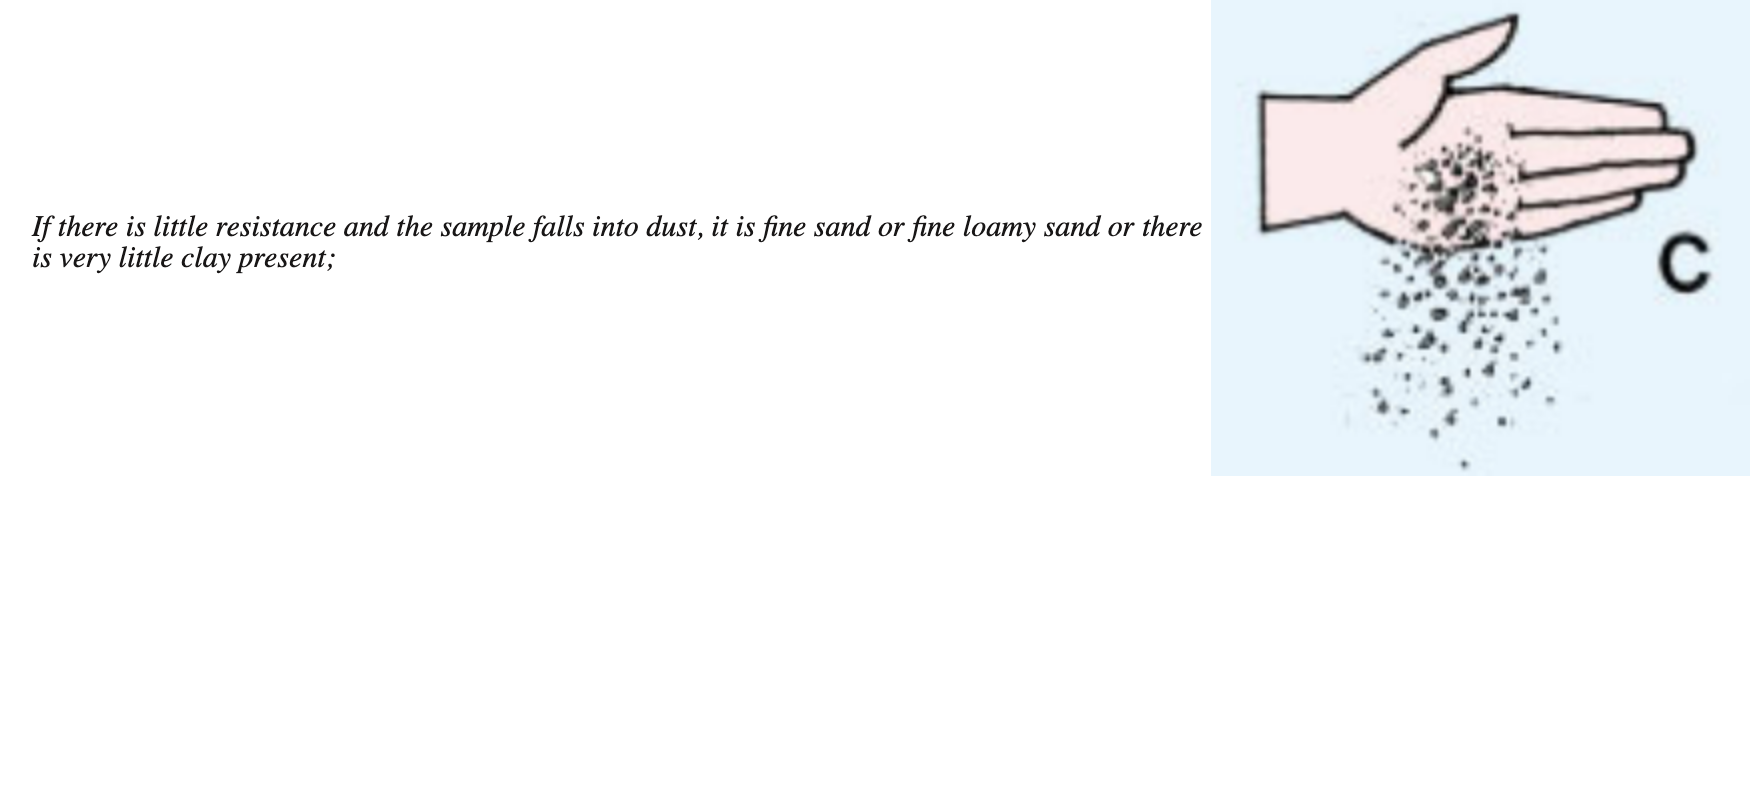 If there is little resistance and the sample falls into dust, it is fine sand or fine loamy sand or there
is very little clay present;
C